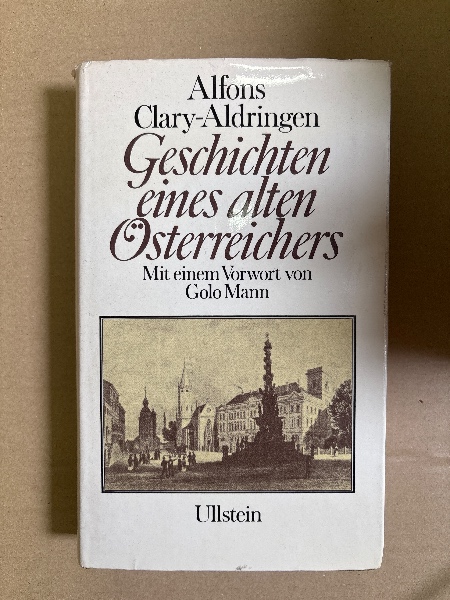 Alfons
Clary-Aldringen
Geschichten
eines alten
Österreichers
Mit einem Vorwort von
Golo Mann
Ullstein